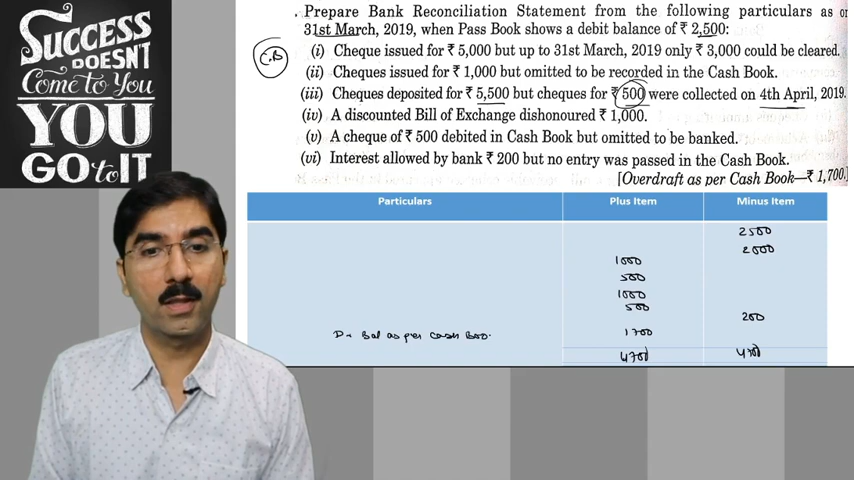 SUCCESS
DOESN'T
Come to You
YOU
GO to IT
Prepare Bank Reconciliation Statement from the following particulars as on
31st March, 2019, when Pass Book shows a debit balance of ₹ 2,500:
C.B
(i) Cheque issued for ₹ 5,000 but up to 31st March, 2019 only ₹ 3,000 could be cleared.
(ii) Cheques issued for ₹ 1,000 but omitted to be recorded in the Cash Book.
(iii) Cheques deposited for ₹ 5,500 but cheques for ₹ 500 were collected on 4th April, 2019.
(iv) A discounted Bill of Exchange dishonoured ₹ 1,000.
(v) A cheque of ₹ 500 debited in Cash Book but omitted to be banked.
(vi) Interest allowed by bank ₹ 200 but no entry was passed in the Cash Book.
[Overdraft as per Cash Book—₹ 1,700.
Particulars Plus Item Minus Item
2500
2000
1000
500
1000
500
200
Dr Bal as per Cash Boo. 1700
4700 4700